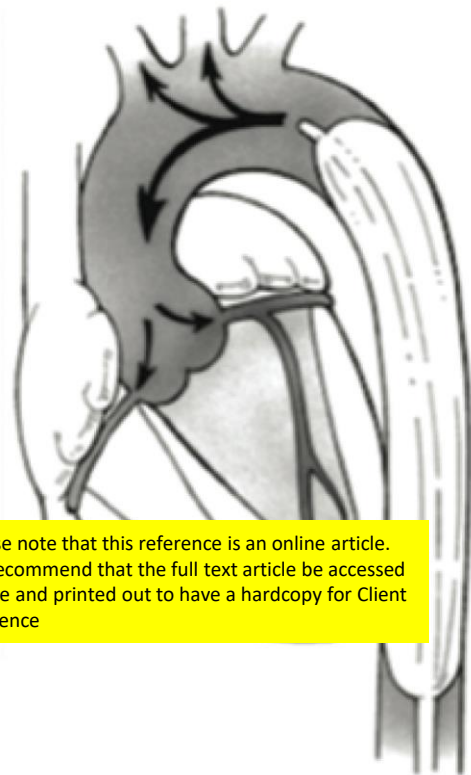 se note that this reference is an online article.
ecommend that the full text article be accessed
e and printed out to have a hardcopy for Client
ence